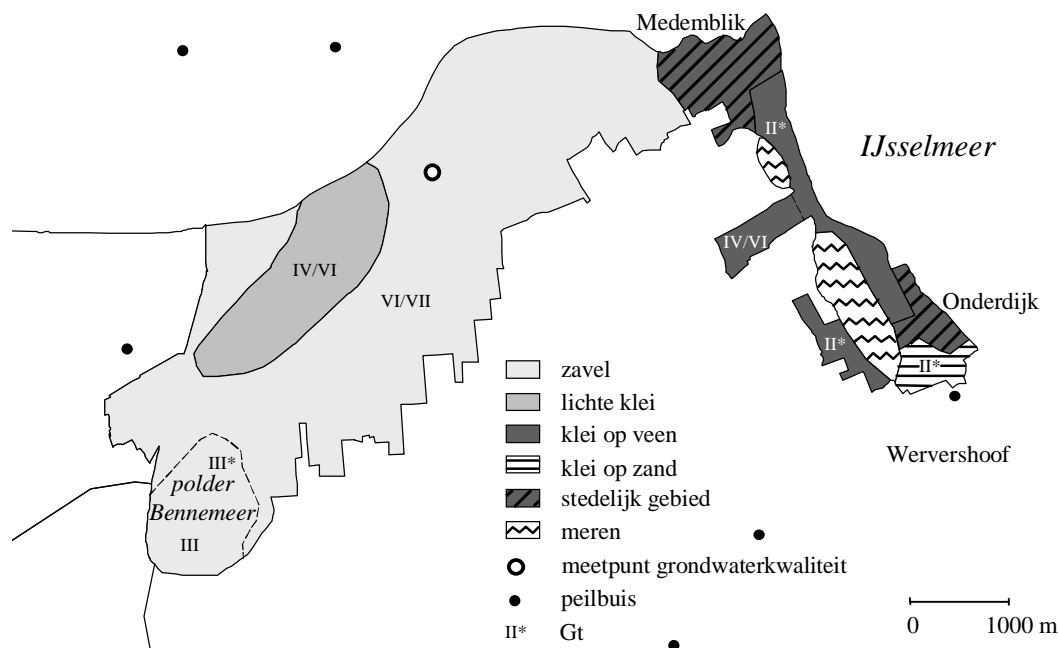 Medemblik
II*
IJsselmeer
IV/VI
IV/VI
VI/VII
Onderdijk
II*
II*
Wervershoof
III*
polder
Bennemeer
III
zavel
lichte klei
klei op veen
klei op zand
stedelijk gebied
meren
meetpunt grondwaterkwaliteit
peilbuis
II* Gt
0 1000 m